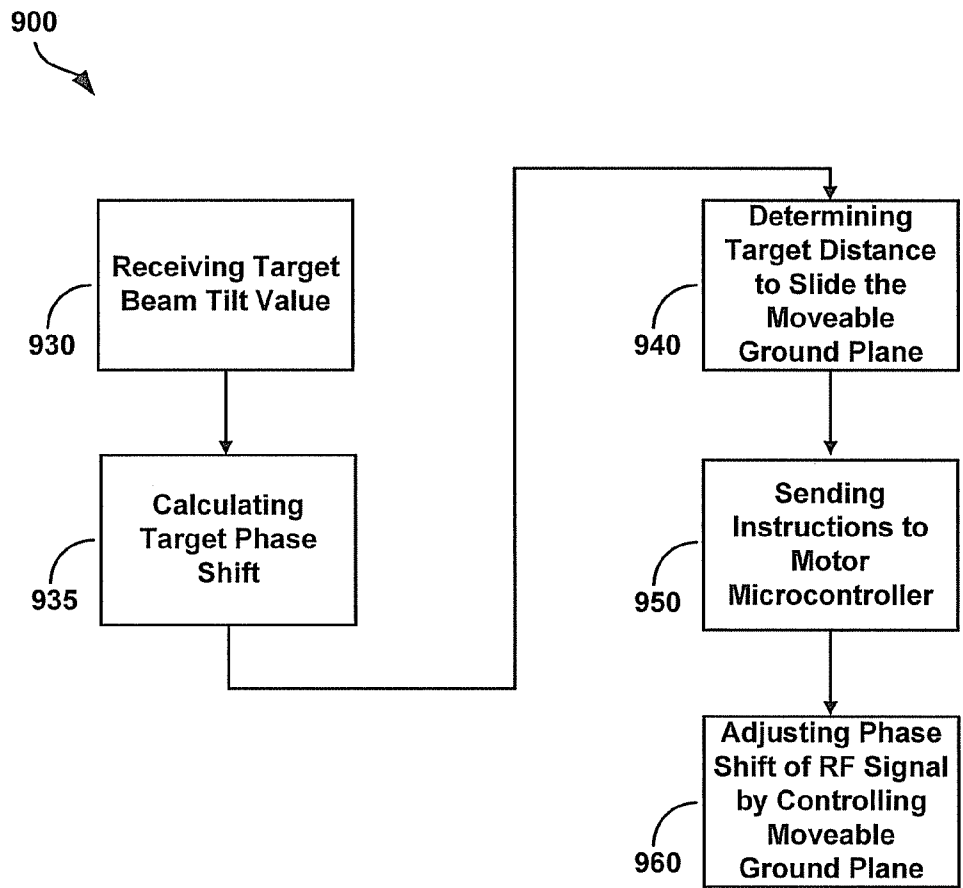 900
Receiving Target
Beam Tilt Value
930
Calculating
Target Phase
Shift
935
Determining
Target Distance
to Slide the
Moveable
Ground Plane
940
Sending
Instructions to
Motor
Microcontroller
950
Adjusting Phase
Shift of RF Signal
by Controlling
Moveable
Ground Plane
960